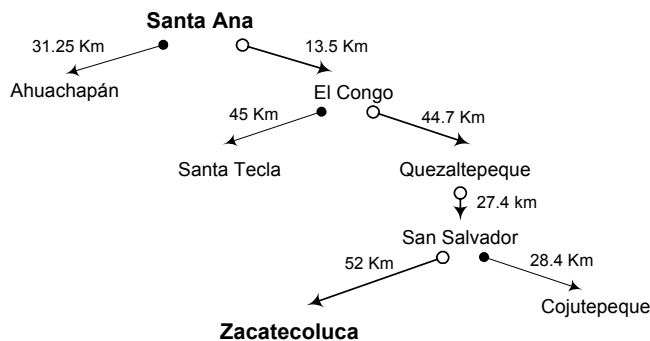 Santa Ana
31.25 Km
13.5 Km
Ahuachapán
El Congo
45 Km
44.7 Km
Santa Tecla
Quezaltepeque
27.4 km
San Salvador
52 Km
28.4 Km
Cojutepeque
Zacatecoluca